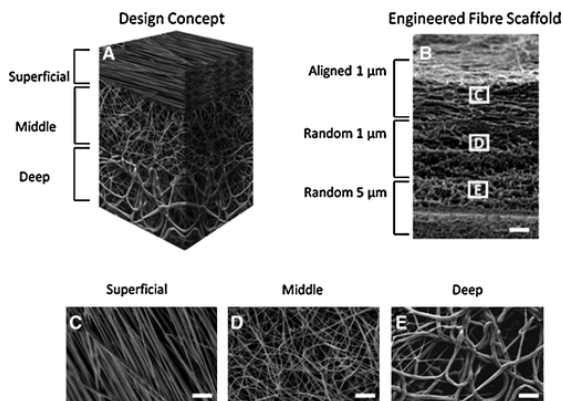 Design Concept
Engineered Fibre Scaffold
A
Superficial
Middle
Deep
B
Aligned 1 µm
Random 1 µm
Random 5 µm
C
D
E
Superficial
Middle
Deep
C
D
E